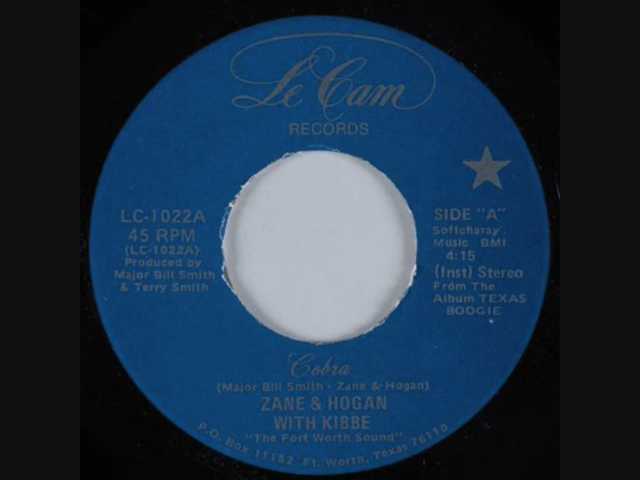 Le Cam
RECORDS
LC-1022A
45 RPM
(LC-1022A)
Produced by
Major Bill Smith
& Terry Smith
SIDE "A"
Softcharay
Music BMI
4:15
(Inst) Stereo
From The
Album TEXAS
BOOGIE
Cobra
(Major Bill Smith - Zane & Hogan)
ZANE & HOGAN
WITH KIBBE
"The Fort Worth Sound"
P.O. Box 11152 Ft. Worth, Texas 76110